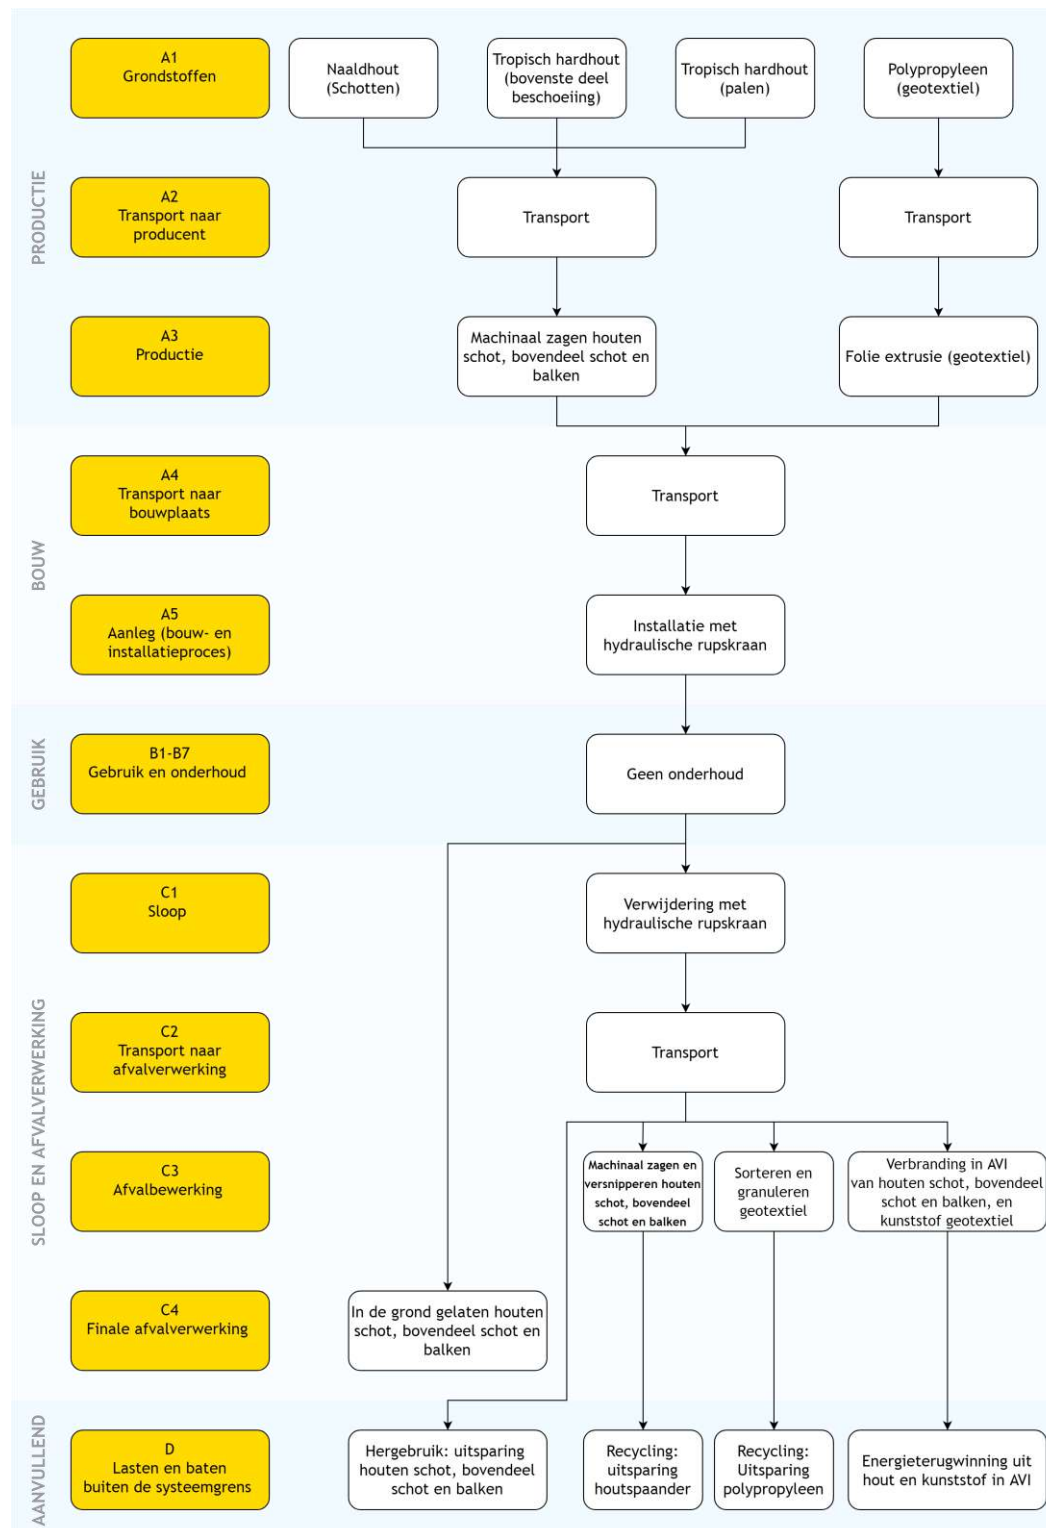 PRODUCTIE
A1
Grondstoffen
Naaldhout
(Schotten)
Tropisch hardhout
(bovenste deel
beschoeiing)
Tropisch hardhout
(palen)
Polypropyleen
(geotextiel)
A2
Transport naar
producent
Transport
Transport
A3
Productie
Machinaal zagen houten
schot, bovendeel schot en
balken
Folie extrusie (geotextiel)
BOUW
A4
Transport naar
bouwplaats
Transport
A5
Aanleg (bouw- en
installatieproces)
Installatie met
hydraulische rupskraan
GEBRUIK
B1-B7
Gebruik en onderhoud
Geen onderhoud
SLOOP EN AFVALVERWERKING
C1
Sloop
Verwijdering met
hydraulische rupskraan
C2
Transport naar
afvalverwerking
Transport
C3
Afvalbewerking
Machinaal zagen en
versnipperen houten
schot, bovendeel
schot en balken
Sorteren en
granuleren
geotextiel
Verbranding in AVI
van houten schot, bovendeel
schot en balken, en
kunststof geotextiel
C4
Finale afvalverwerking
In de grond gelaten houten
schot, bovendeel schot en
balken
AANVULLEND
D
Lasten en baten
buiten de systeemgrens
Hergebruik: uitsparing
houten schot, bovendeel
schot en balken
Recycling:
uitsparing
houtspaander
Recycling:
Uitsparing
polypropyleen
Energieterugwinning uit
hout en kunststof in AVI